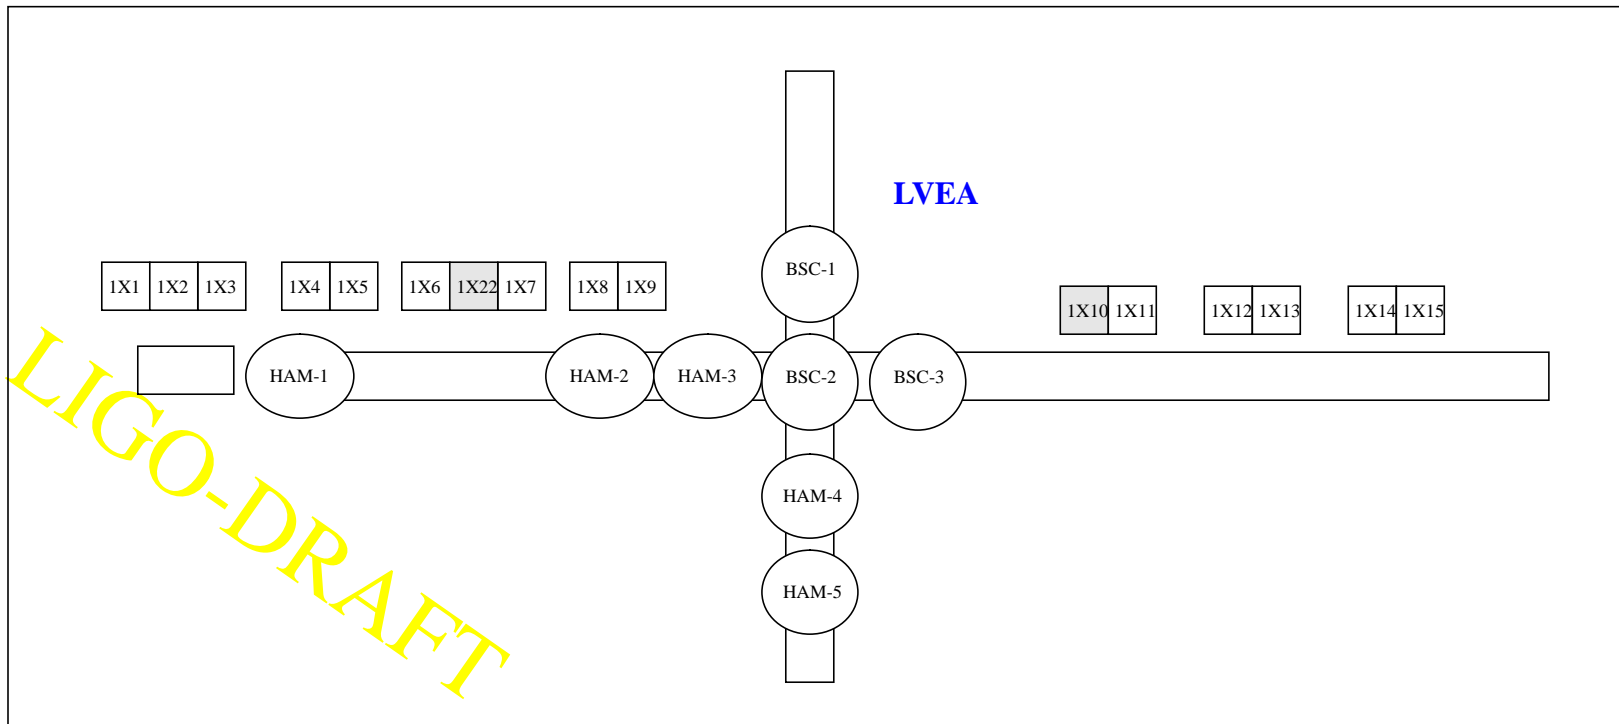 LVEA
BSC-1
1X1 1X2 1X3 1X4 1X5 1X6 1X22 1X7 1X8 1X9
1X10 1X11 1X12 1X13 1X14 1X15
HAM-1 HAM-2 HAM-3 BSC-2 BSC-3
HAM-4
HAM-5
LIGO-DRAFT